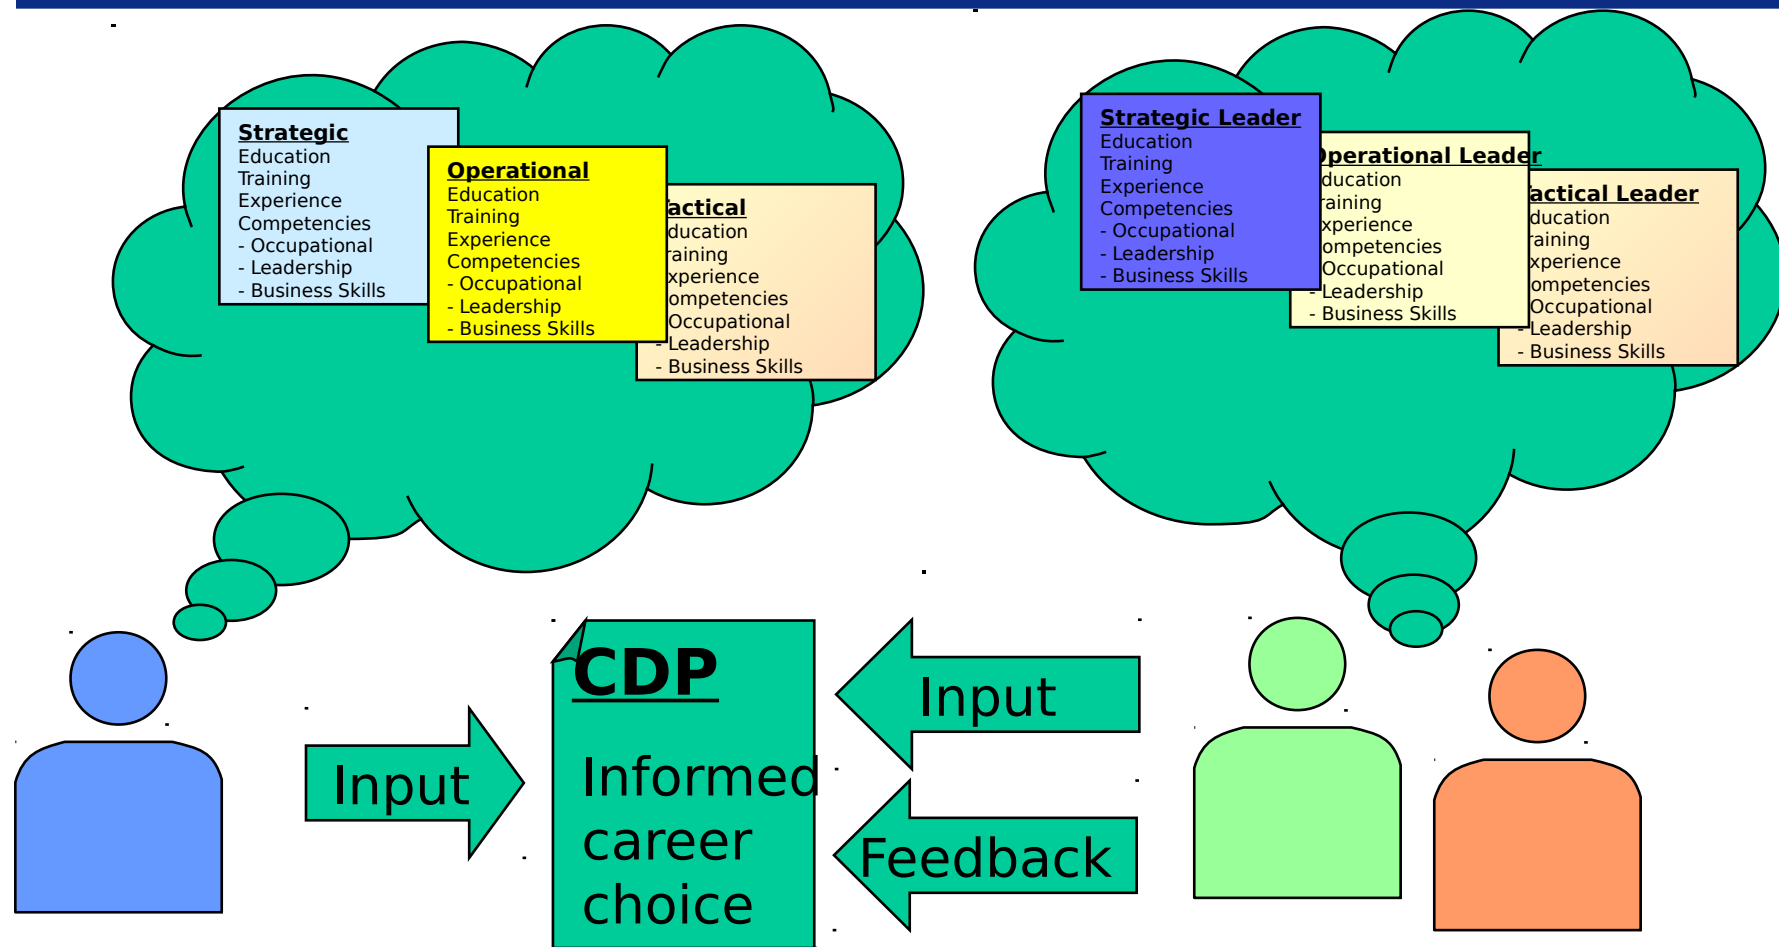 Strategic
Education
Training
Experience
Competencies
- Occupational
- Leadership
- Business Skills
Operational
Education
Training
Experience
Competencies
- Occupational
- Leadership
- Business Skills
actical
ducation
raining
xperience
ompetencies
Occupational
- Leadership
- Business Skills
Strategic Leader
Education
Training
Experience
Competencies
- Occupational
- Leadership
- Business Skills
Operational Leader
ducation
raining
xperience
ompetencies
Occupational
- Leadership
- Business Skills
actical Leader
ducation
raining
xperience
ompetencies
Occupational
- Leadership
- Business Skills
Input
CDP
Informed
career
choice
Input
Feedback